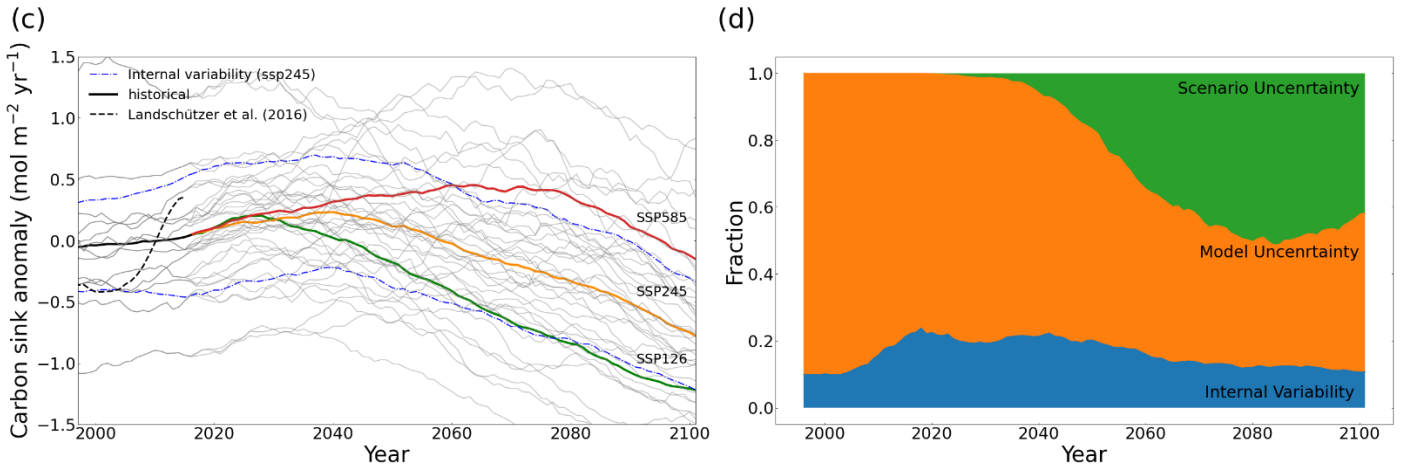 (c)
Carbon sink anomaly (mol m⁻² yr⁻¹)
1.5
1.0
0.5
0.0
−0.5
−1.0
−1.5
Internal variability (ssp245)
historical
Landschützer et al. (2016)
SSP585
SSP245
SSP126
2000 2020 2040 2060 2080 2100
Year
(d)
Fraction
1.0
0.8
0.6
0.4
0.2
0.0
Scenario Uncenrtainty
Model Uncenrtainty
Internal Variability
2000 2020 2040 2060 2080 2100
Year